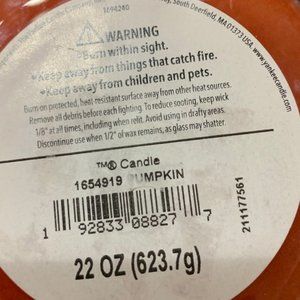 South Deerfield, MA 01373 USA www.yankeecandle.com
1694280
WARNING
•Burn within sight.
•Keep away from things that catch fire.
•Keep away from children and pets.
Burn on protected, heat resistant surface away from other heat sources.
Remove all debris before each lighting. To reduce sooting, keep wick
1/8" at all times, including when relit. Avoid using in drafty areas.
Discontinue use when 1/2" of wax remains, as glass may shatter.
™® Candle
1654919 UMPKIN
1 92833 08827 7
211177561
22 OZ (623.7g)